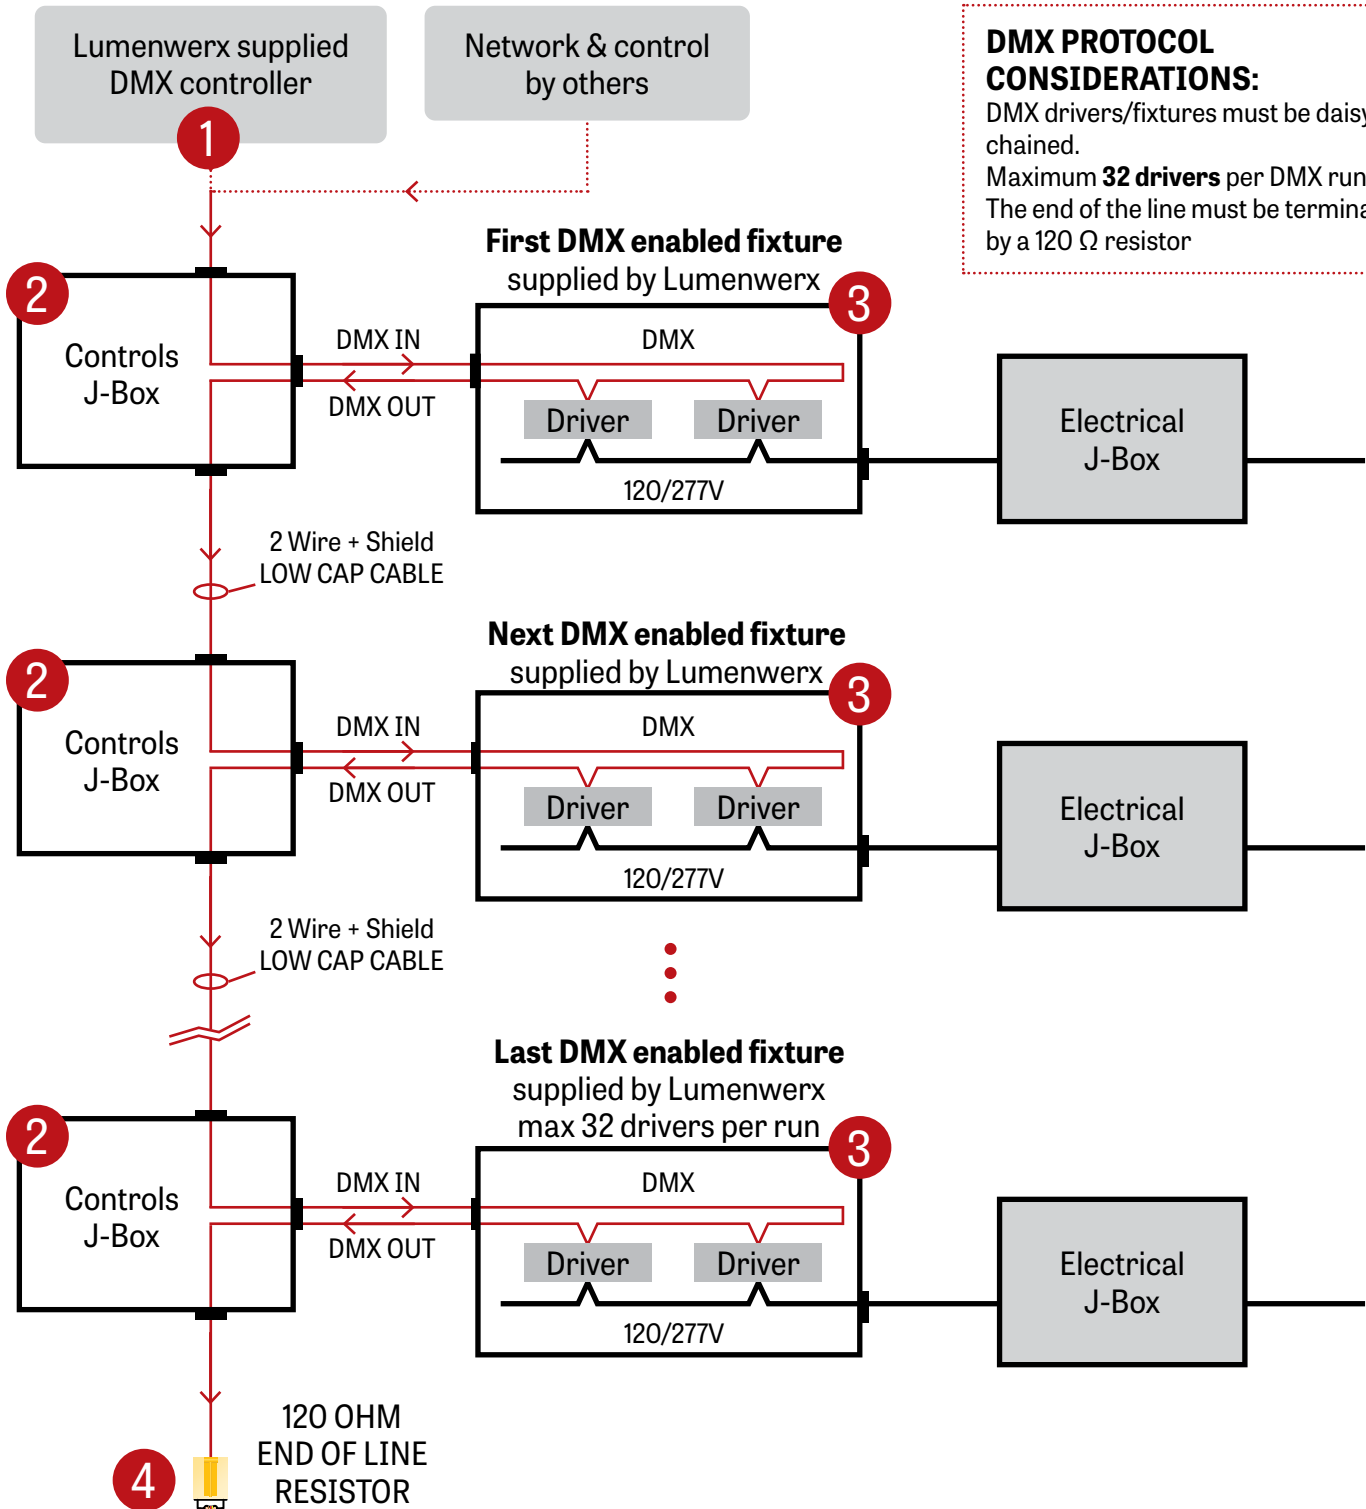 Lumenwerx supplied
DMX controller
1
Network & control
by others
DMX PROTOCOL
CONSIDERATIONS:
DMX drivers/fixtures must be daisy
chained.
Maximum 32 drivers per DMX run
The end of the line must be termina
by a 120 Ω resistor
First DMX enabled fixture
supplied by Lumenwerx
2
Controls
J-Box
DMX IN
DMX OUT
3
DMX
Driver
Driver
120/277V
Electrical
J-Box
2 Wire + Shield
LOW CAP CABLE
Next DMX enabled fixture
supplied by Lumenwerx
2
Controls
J-Box
DMX IN
DMX OUT
3
DMX
Driver
Driver
120/277V
Electrical
J-Box
2 Wire + Shield
LOW CAP CABLE
Last DMX enabled fixture
supplied by Lumenwerx
max 32 drivers per run
2
Controls
J-Box
DMX IN
DMX OUT
3
DMX
Driver
Driver
120/277V
Electrical
J-Box
4
120 OHM
END OF LINE
RESISTOR